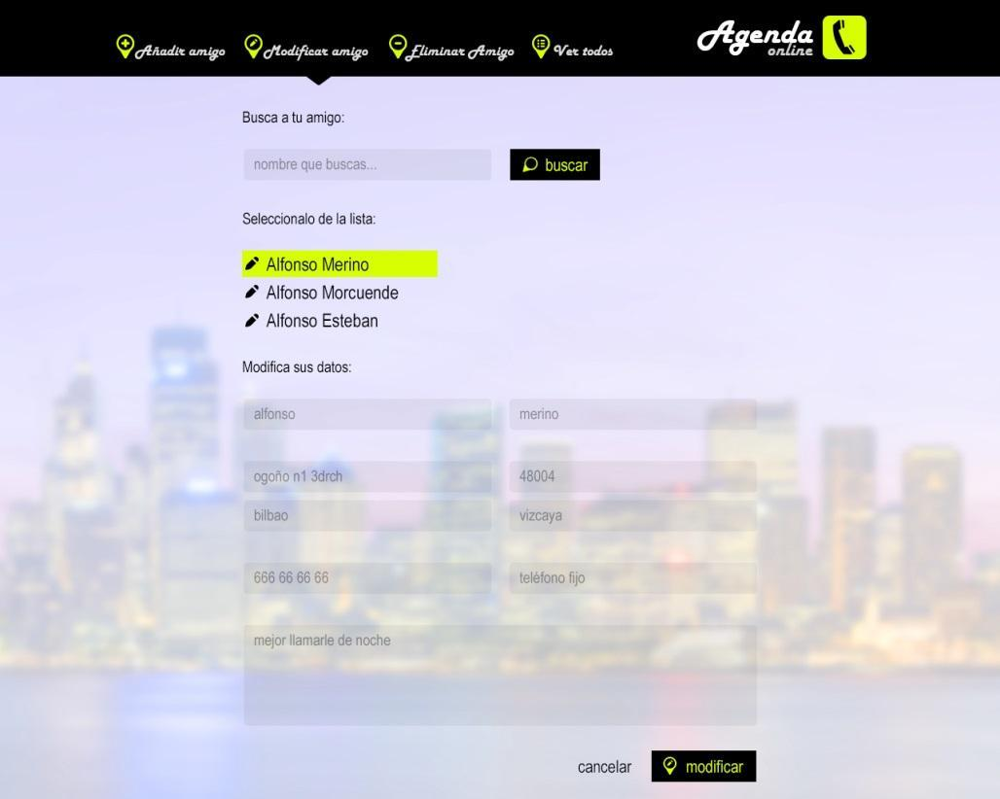 Añadir amigo
Modificar amigo
Eliminar Amigo
Ver todos
Agenda
online
Busca a tu amigo:
nombre que buscas...
buscar
Seleccionalo de la lista:
Alfonso Merino
Alfonso Morcuende
Alfonso Esteban
Modifica sus datos:
alfonso
merino
ogoño n1 3drch
48004
bilbao
vizcaya
666 66 66 66
teléfono fijo
mejor llamarle de noche
cancelar
modificar